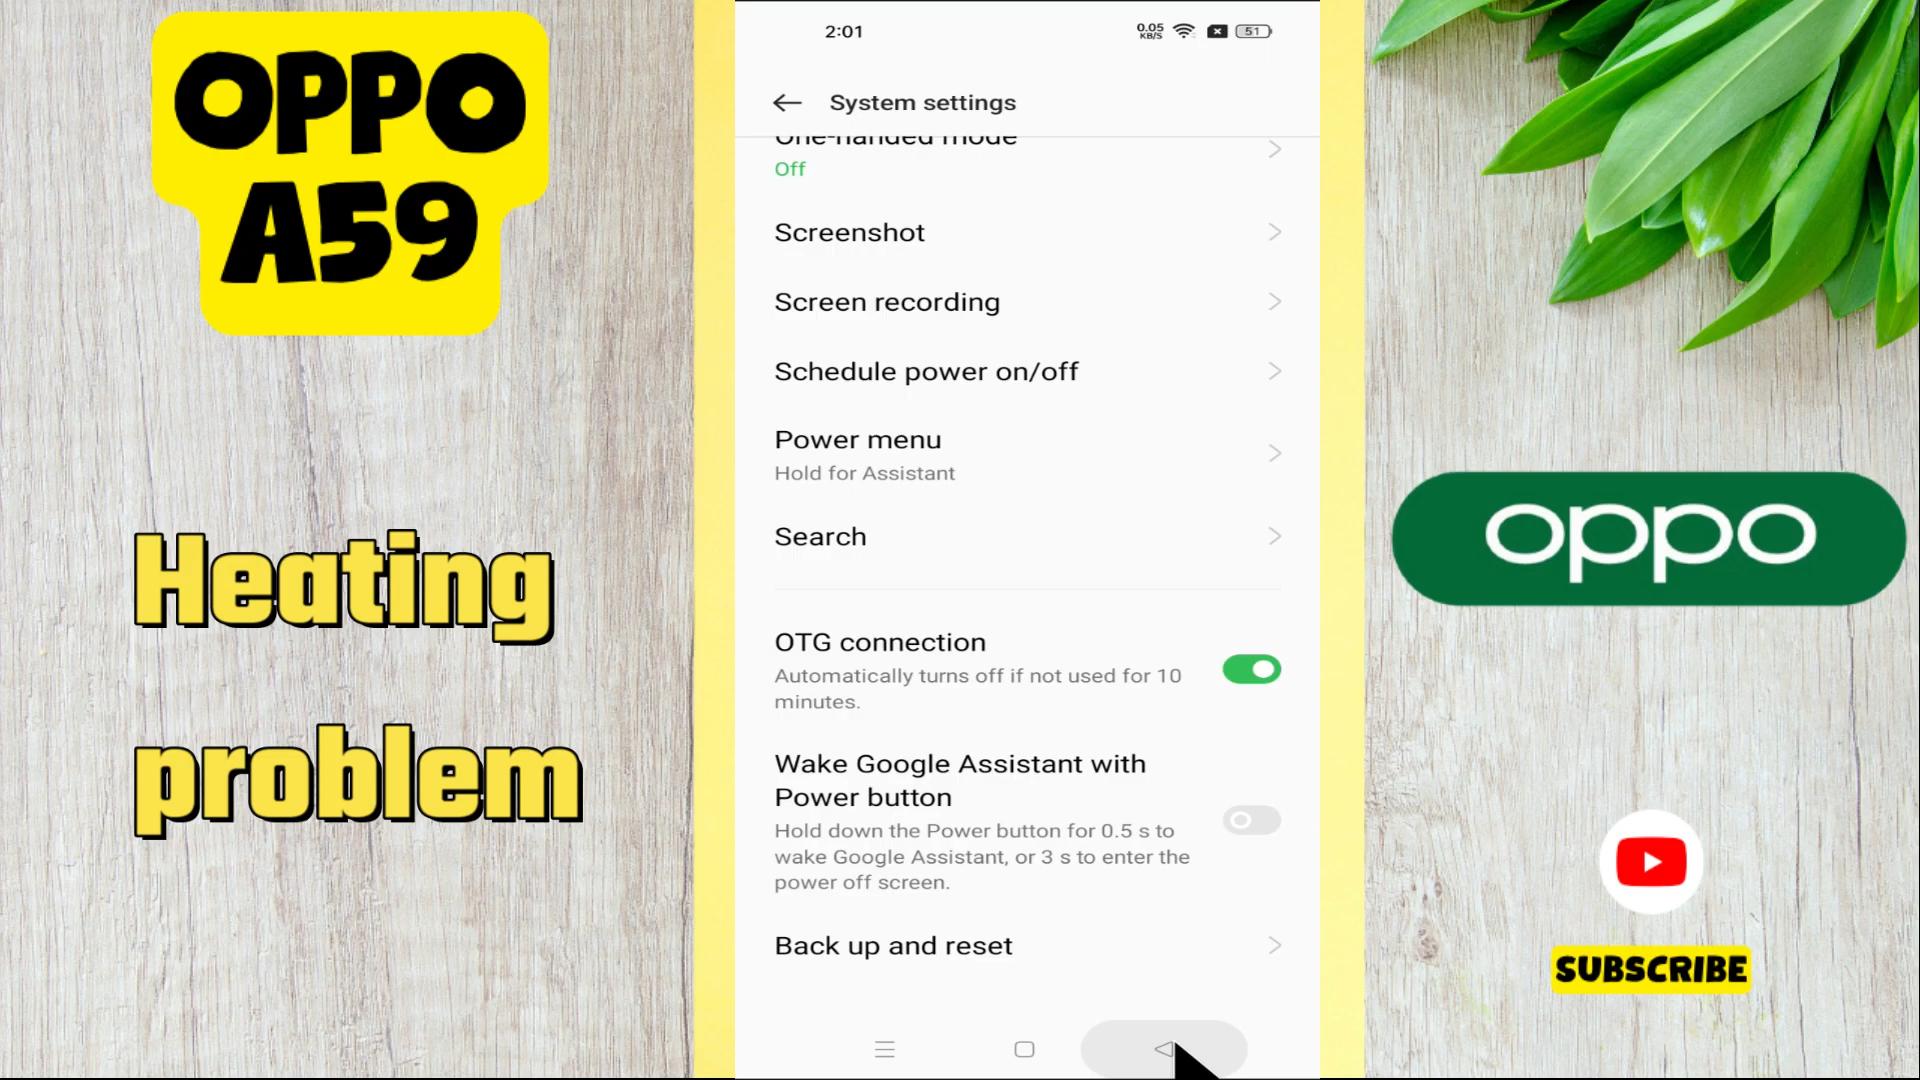 OPPO
A59
Heating
problem
2:01
0.05
KB/S
51
System settings
One-handed mode
Off
Screenshot
Screen recording
Schedule power on/off
Power menu
Hold for Assistant
Search
OTG connection
Automatically turns off if not used for 10
minutes.
Wake Google Assistant with
Power button
Hold down the Power button for 0.5 s to
wake Google Assistant, or 3 s to enter the
power off screen.
Back up and reset
oppo
SUBSCRIBE